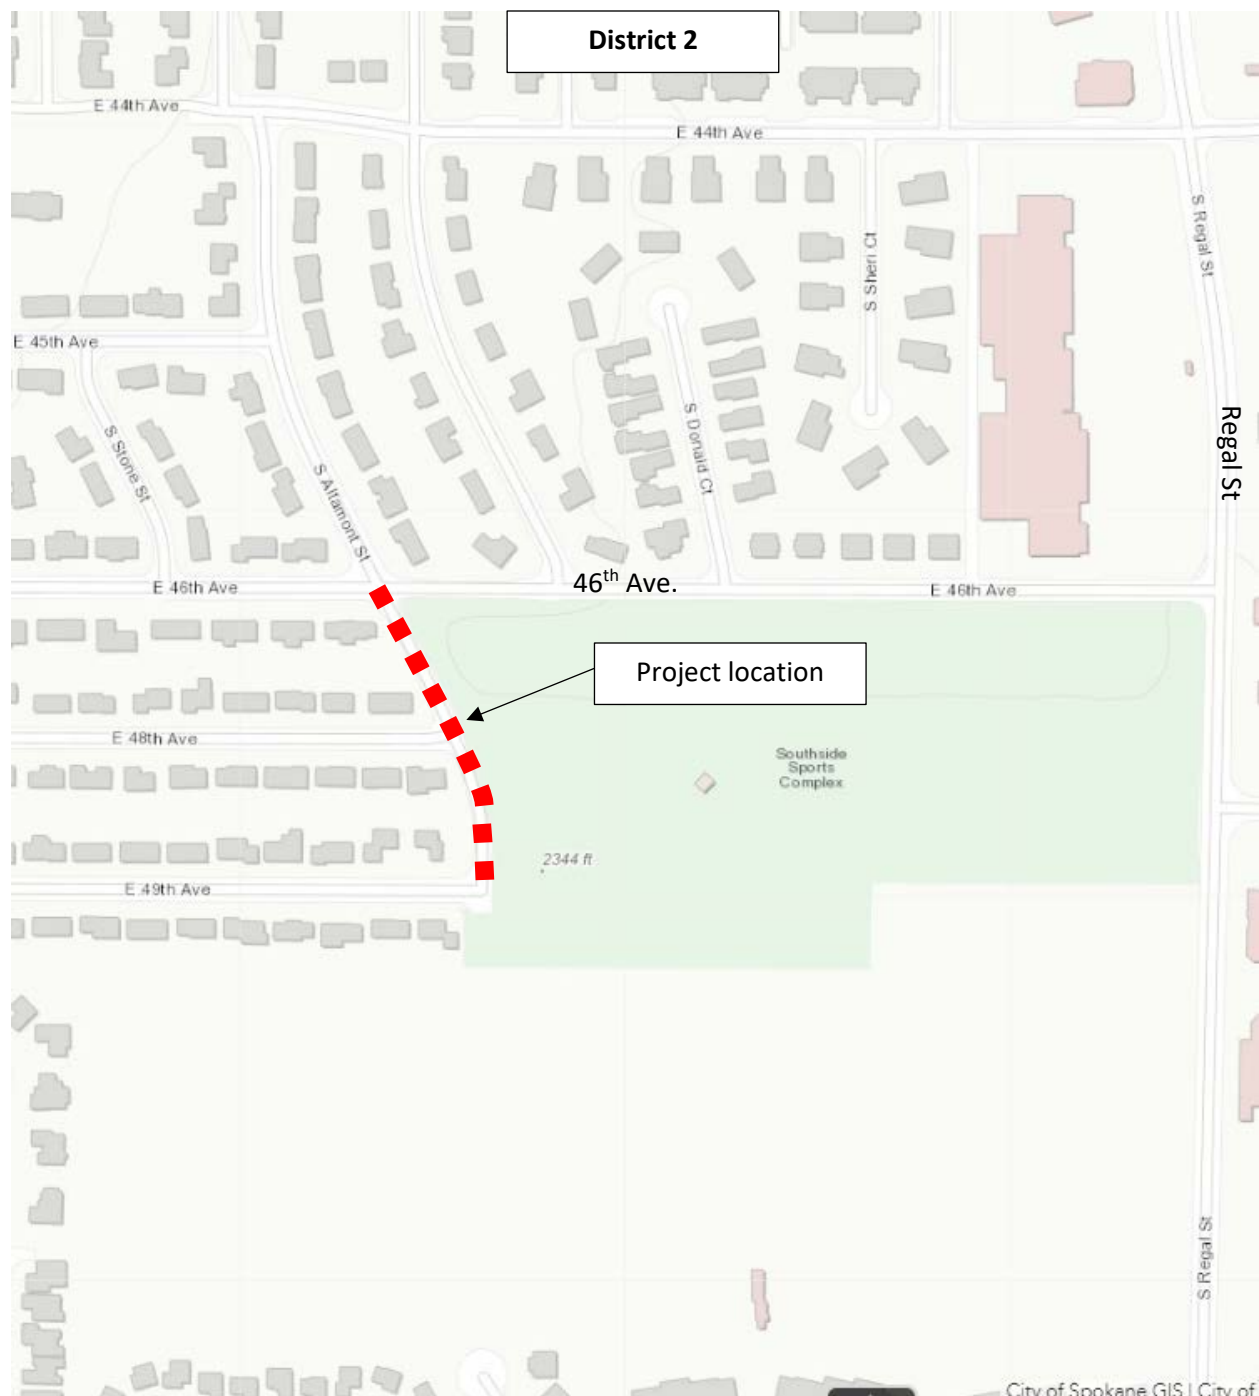 District 2
E 44th Ave
E 44th Ave
S Regal St
S Sheri Ct
E 45th Ave
S Stone St
S Altamont St
S Donald Ct
Regal St
E 46th Ave
46th Ave.
E 46th Ave
Project location
E 48th Ave
Southside
Sports
Complex
2344 ft
E 49th Ave
S Regal St
City of Spokane GIS | City of